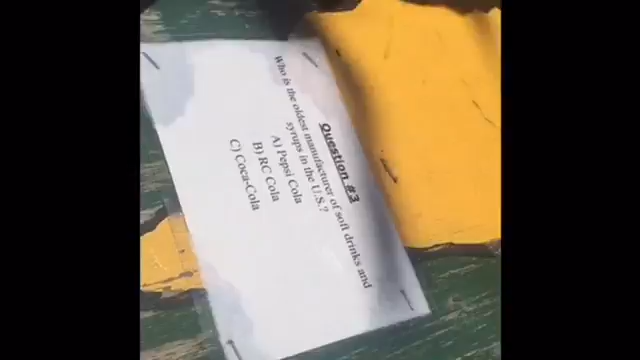 Question #3
Who is the oldest manufacturer of soft drinks and
syrups in the U.S.?
A) Pepsi Cola
B) RC Cola
C) Coca-Cola